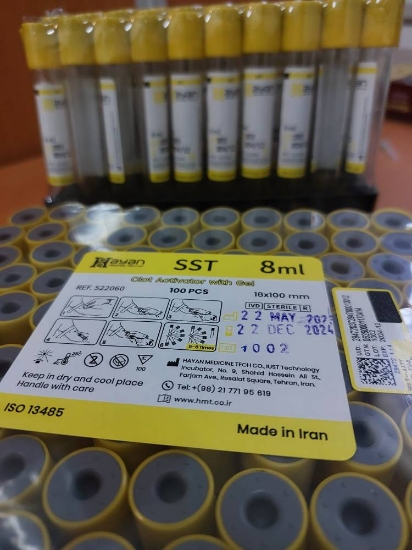 Hayan
SST 8ml
Clot Activator with Gel
REF. 522060
100 PCS
16x100 mm
IVD STERILE R
22 MAY 2023
22 DEC 2024
1002
5-8 Times
HAYAN MEDICINE TECH CO, IUST Technology
Incubator, No. 9, Shahid Hossein Ali St,
Farjam Ave, Resalat Square, Tehran, Iran.
Tel: +(98) 21 771 95 619
www.hmt.co.ir
Keep in dry and cool place
Handle with care
ISO 13485
Made in Iran